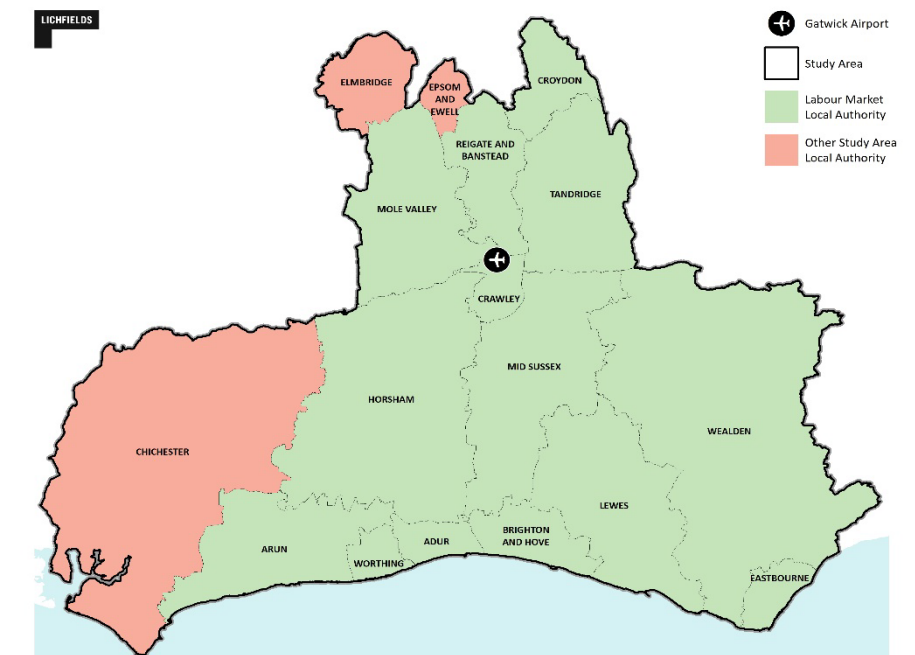 LICHFIELDS
Gatwick Airport
Study Area
Labour Market
Local Authority
Other Study Area
Local Authority
ELMBRIDGE
EPSOM
AND
EWELL
CROYDON
REIGATE AND
BANSTEAD
TANDRIDGE
MOLE VALLEY
CRAWLEY
MID SUSSEX
HORSHAM
WEALDEN
CHICHESTER
LEWES
BRIGHTON
AND HOVE
ADUR
ARUN
WORTHING
EASTBOURNE